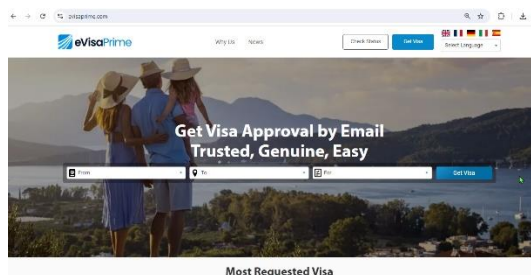 evisaprime.com
eVisaPrime
Why Us News
Check Status
Get Visa
Select Language
Get Visa Approval by Email
Trusted, Genuine, Easy
From
To
For
Get Visa
Most Requested Visa